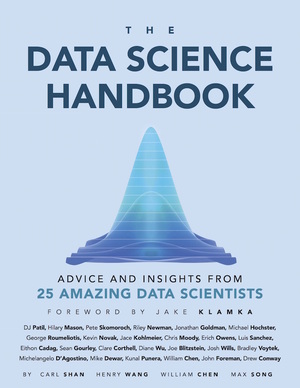 THE
DATA SCIENCE
HANDBOOK
ADVICE AND INSIGHTS FROM
25 AMAZING DATA SCIENTISTS
FOREWORD BY JAKE KLAMKA
DJ Patil, Hilary Mason, Pete Skomoroch, Riley Newman, Jonathan Goldman, Michael Hochster,
George Roumeliotis, Kevin Novak, Jace Kohlmeier, Chris Moody, Erich Owens, Luis Sanchez,
Eithon Cadag, Sean Gourley, Clare Corthell, Diane Wu, Joe Blitzstein, Josh Wills, Bradley Voytek,
Michelangelo D'Agostino, Mike Dewar, Kunal Punera, William Chen, John Foreman, Drew Conway
BY CARL SHAN HENRY WANG WILLIAM CHEN MAX SONG